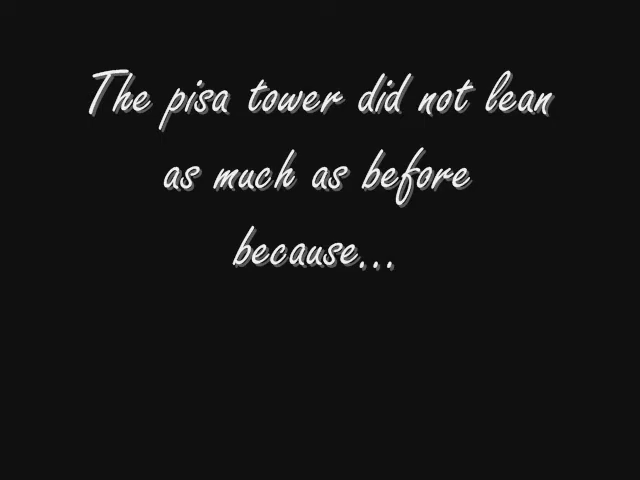 The pisa tower did not lean
as much as before
because...